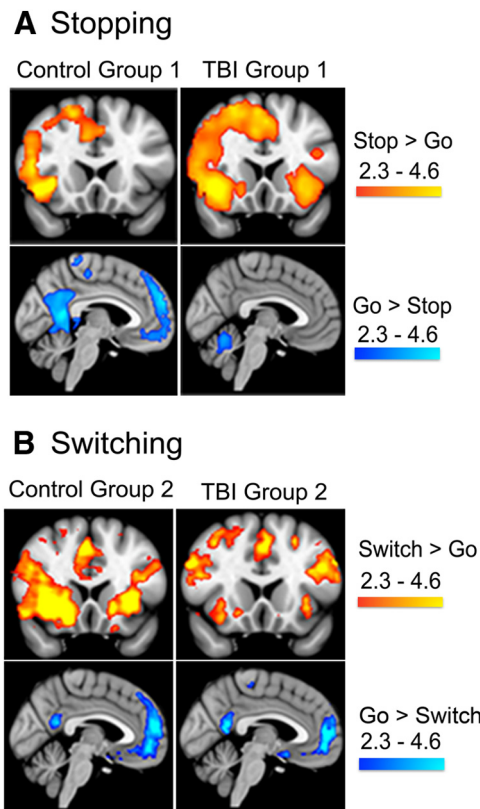 A Stopping
Control Group 1 TBI Group 1
Stop > Go
2.3 - 4.6
Go > Stop
2.3 - 4.6
B Switching
Control Group 2 TBI Group 2
Switch > Go
2.3 - 4.6
Go > Switch
2.3 - 4.6